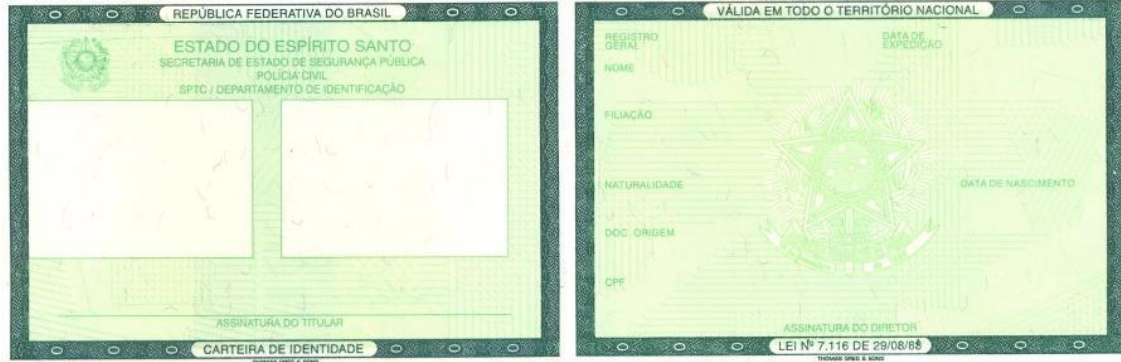 REPÚBLICA FEDERATIVA DO BRASIL
ESTADO DO ESPÍRITO SANTO
SECRETARIA DE ESTADO DE SEGURANÇA PÚBLICA
POLÍCIA CIVIL
SPTC / DEPARTAMENTO DE IDENTIFICAÇÃO
ASSINATURA DO TITULAR
CARTEIRA DE IDENTIDADE
THOMAS GREG & SONS
VÁLIDA EM TODO O TERRITÓRIO NACIONAL
REGISTRO GERAL
DATA DE EXPEDIÇÃO
NOME
FILIAÇÃO
NATURALIDADE
DATA DE NASCIMENTO
DOC. ORIGEM
CPF
ASSINATURA DO DIRETOR
LEI Nº 7.116 DE 29/08/83
THOMAS GREG & SONS